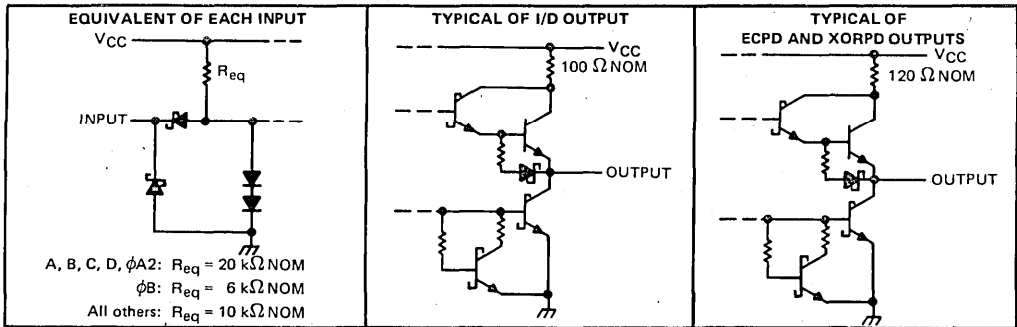 EQUIVALENT OF EACH INPUT
VCC
Req
INPUT
A, B, C, D, ϕA2: Req = 20 kΩ NOM
ϕB: Req = 6 kΩ NOM
All others: Req = 10 kΩ NOM
TYPICAL OF I/D OUTPUT
VCC
100 Ω NOM
OUTPUT
TYPICAL OF
ECPD AND XORPD OUTPUTS
VCC
120 Ω NOM
OUTPUT